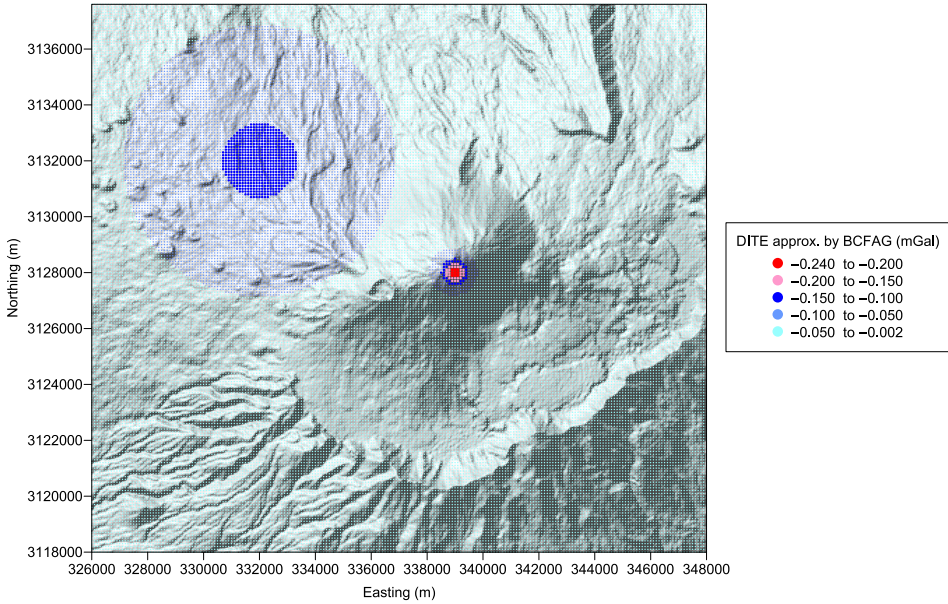 3136000
3134000
3132000
3130000
3128000
3126000
3124000
3122000
3120000
3118000
Northing (m)
326000 328000 330000 332000 334000 336000 338000 340000 342000 344000 346000 348000
Easting (m)
DITE approx. by BCFAG (mGal)
−0.240 to −0.200
−0.200 to −0.150
−0.150 to −0.100
−0.100 to −0.050
−0.050 to −0.002